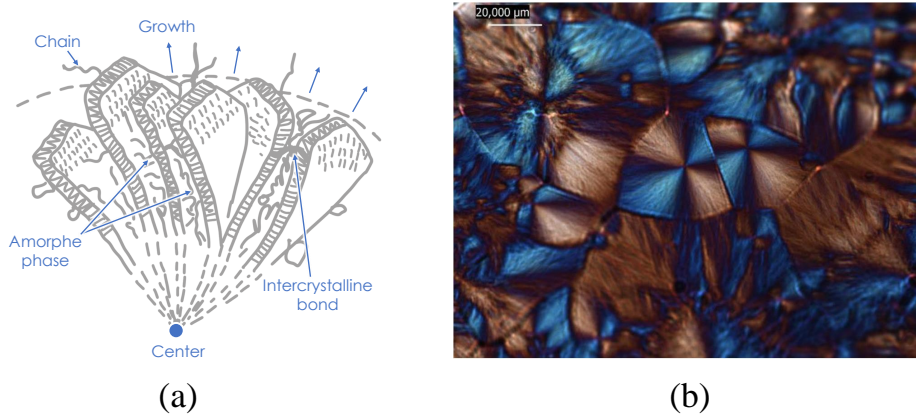 Growth
Chain
Amorphe
phase
Intercrystalline
bond
Center
20,000 µm
(a)
(b)